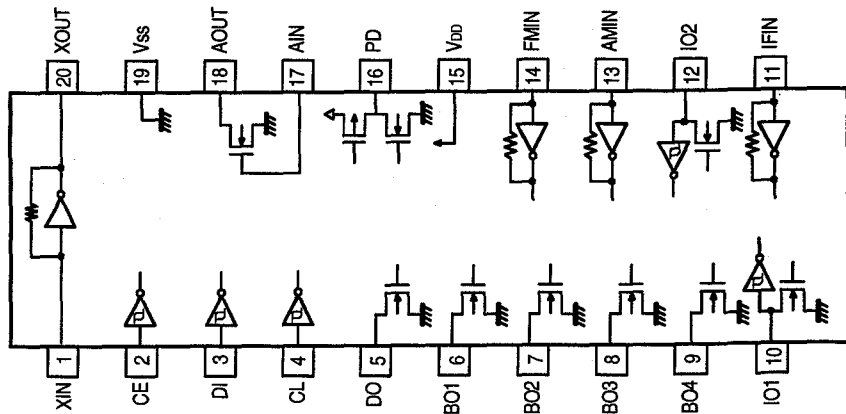 XOUT
Vss
AOUT
AIN
PD
VDD
FMIN
AMIN
IO2
IFIN
20
19
18
17
16
15
14
13
12
11
1
2
3
4
5
6
7
8
9
10
XIN
CE
DI
CL
DO
BO1
BO2
BO3
BO4
IO1